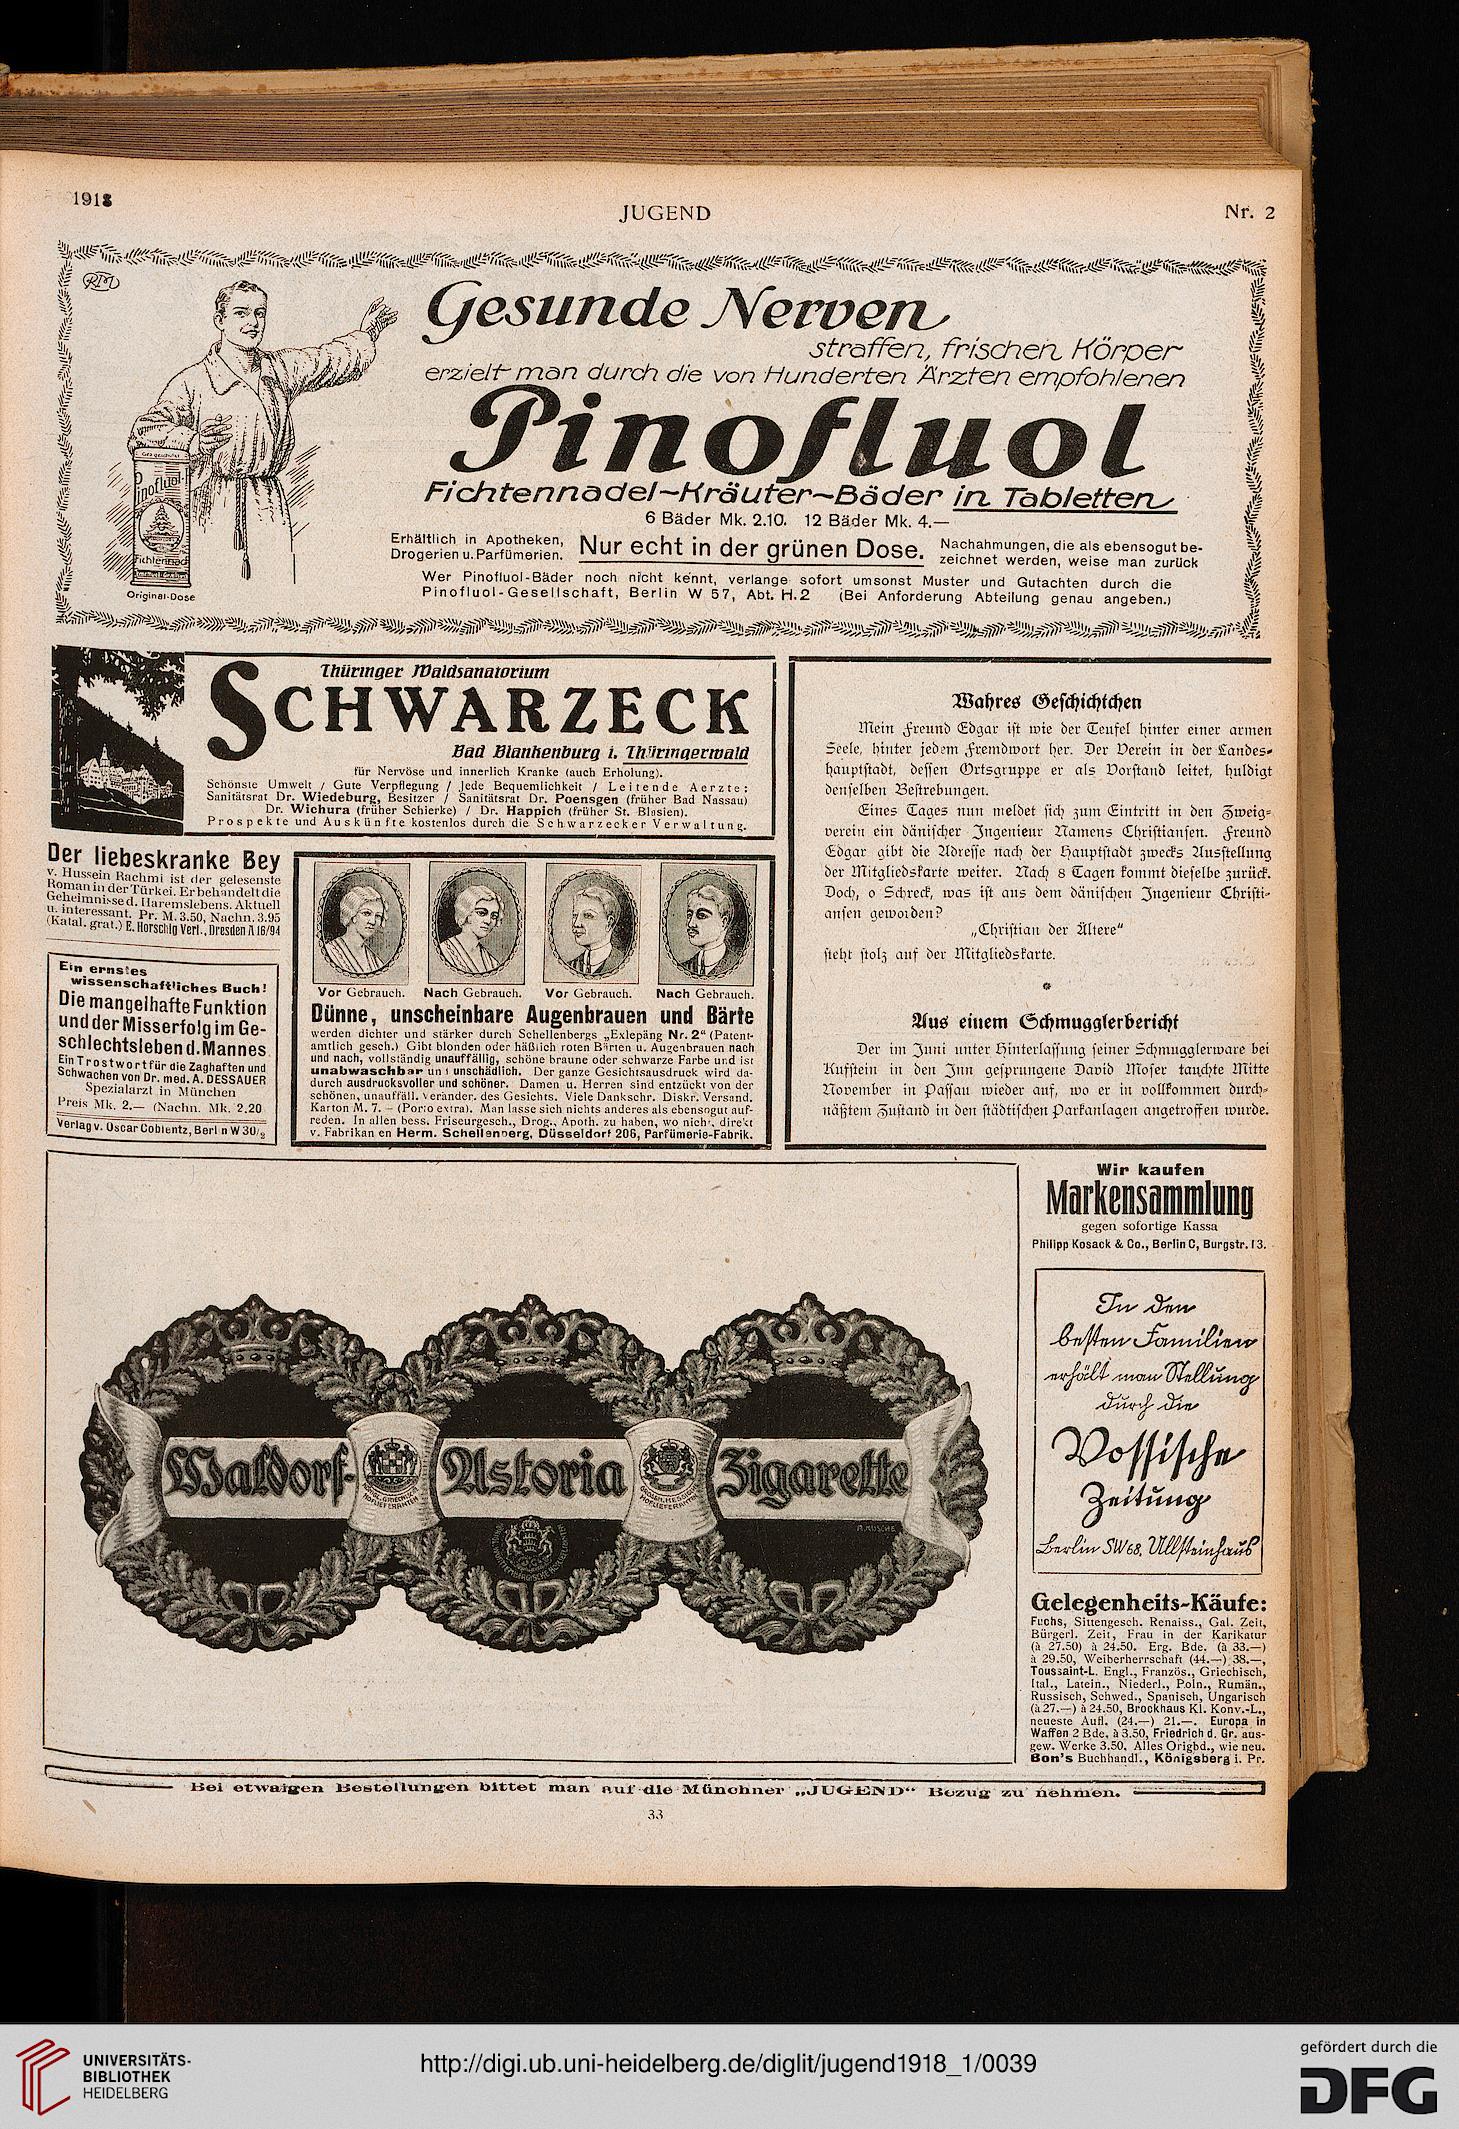 1918
JUGEND
Nr. 2
Gesunde Nerven
straffen, frischen Körper
erzielt man durch die von Hunderten Ärzten empfohlenen
Pinofluol
Fichtennadel-Kräuter-Bäder in Tabletten
6 Bäder Mk. 2.10. 12 Bäder Mk. 4.—
Erhältlich in Apotheken,
Drogerien u. Parfümerien.
Nur echt in der grünen Dose.
Nachahmungen, die als ebensogut be-
zeichnet werden, weise man zurück
Wer Pinofluol-Bäder noch nicht kennt, verlange sofort umsonst Muster und Gutachten durch die
Pinofluol-Gesellschaft, Berlin W 57, Abt. H.2 (Bei Anforderung Abteilung genau angeben.)
Pinofluol
Fichtennad
Original-Dose
Thüringer Waldsanatorium
SCHWARZECK
Bad Blankenburg i. Thüringerwald
für Nervöse und innerlich Kranke (auch Erholung).
Schönste Umwelt / Gute Verpflegung / Jede Bequemlichkeit / Leitende Aerzte:
Sanitätsrat Dr. Wiedeburg, Besitzer / Sanitätsrat Dr. Poensgen (früher Bad Nassau)
Dr. Wichura (früher Schierke) / Dr. Happich (früher St. Blasien).
Prospekte und Auskünfte kostenlos durch die Schwarzecker Verwaltung.
Der liebeskranke Bey
v. Hussein Rachmi ist der gelesenste
Roman in der Türkei. Er behandelt die
Geheimnisse d. Haremslebens. Aktuell
u. interessant. Pr. M. 3.50, Nachn. 3.95
(Katal. grat.) E. Horschig Verl., Dresden A 16/94
Ein ernstes
wissenschaftliches Buch!
Die mangelhafte Funktion
und der Misserfolg im Ge-
schlechtsleben d. Mannes
Ein Trostwort für die Zaghaften und
Schwachen von Dr. med. A. DESSAUER
Spezialarzt in München
Preis Mk. 2.— (Nachn. Mk. 2.20
Verlag v. Oscar Coblentz, Berlin W 30/2
Vor Gebrauch. Nach Gebrauch. Vor Gebrauch. Nach Gebrauch.
Dünne, unscheinbare Augenbrauen und Bärte
werden dichter und stärker durch Schellenbergs „Exlepäng Nr. 2“ (Patent-
amtlich gesch.) Gibt blonden oder häßlich roten Bärten u. Augenbrauen nach
und nach, vollständig unauffällig, schöne braune oder schwarze Farbe und ist
unabwaschbar und unschädlich. Der ganze Gesichtsausdruck wird da-
durch ausdrucksvoller und schöner. Damen u. Herren sind entzückt von der
schönen, unauffäll. Veränder. des Gesichts. Viele Dankschr. Diskr. Versand.
Karton M. 7. – (Porto extra). Man lasse sich nichts anderes als ebensogut auf-
reden. In allen bess. Friseurgesch., Drog., Apoth. zu haben, wo nicht, direkt
v. Fabrikanten Herm. Schellenberg, Düsseldorf 206, Parfümerie-Fabrik.
Wahres Geschichtchen
Mein Freund Edgar ist wie der Teufel hinter einer armen
Seele, hinter jedem Fremdwort her. Der Verein in der Landes-
hauptstadt, dessen Ortsgruppe er als Vorstand leitet, huldigt
denselben Bestrebungen.
Eines Tages nun meldet sich zum Eintritt in den Zweig-
verein ein dänischer Ingenieur Namens Christiansen. Freund
Edgar gibt die Adresse nach der Hauptstadt zwecks Ausstellung
der Mitgliedskarte weiter. Nach 8 Tagen kommt dieselbe zurück.
Doch, o Schreck, was ist aus dem dänischen Ingenieur Christi-
ansen geworden?
„Christian der Ältere“
steht stolz auf der Mitgliedskarte.
Aus einem Schmugglerbericht
Der im Juni unter Hinterlassung seiner Schmugglerware bei
Kufstein in den Inn gesprungene David Moser tauchte Mitte
November in Passau wieder auf, wo er in vollkommen durch-
näßtem Zustand in den städtischen Parkanlagen angetroffen wurde.
Waldorf-
Astoria
Zigarette
Wir kaufen
Markensammlung
gegen sofortige Kassa
Philipp Kosack & Co., Berlin C, Burgstr. 13.
In den
besten Familien
erhält man Stellung
durch die
Vossische
Zeitung
Berlin SW68, Ullsteinhaus
Gelegenheits-Käufe:
Fuchs, Sittengesch. Renaiss., Gal. Zeit,
Bürgerl. Zeit, Frau in der Karikatur
(à 27.50) à 24.50. Erg. Bde. (à 33.—)
à 29.50, Weiberherrschaft (44.—) 38.—,
Toussaint-L. Engl., Französ., Griechisch,
Ital., Latein., Niederl., Poln., Rumän.,
Russisch, Schwed., Spanisch, Ungarisch
(à 27.—) à 24.50, Brockhaus Kl. Konv.-L.,
neueste Aufl. (24.—) 21.—. Europa in
Waffen 2 Bde. à 3.50, Friedrich d. Gr. aus-
gew. Werke 3.50. Alles Origbd., wie neu.
Bon's Buchhandl., Königsberg i. Pr.
Bei etwaigen Bestellungen bittet man auf die Münchner „JUGEND“ Bezug zu nehmen.
33
UNIVERSITÄTS-
BIBLIOTHEK
HEIDELBERG
http://digi.ub.uni-heidelberg.de/diglit/jugend1918_1/0039
gefördert durch die
DFG